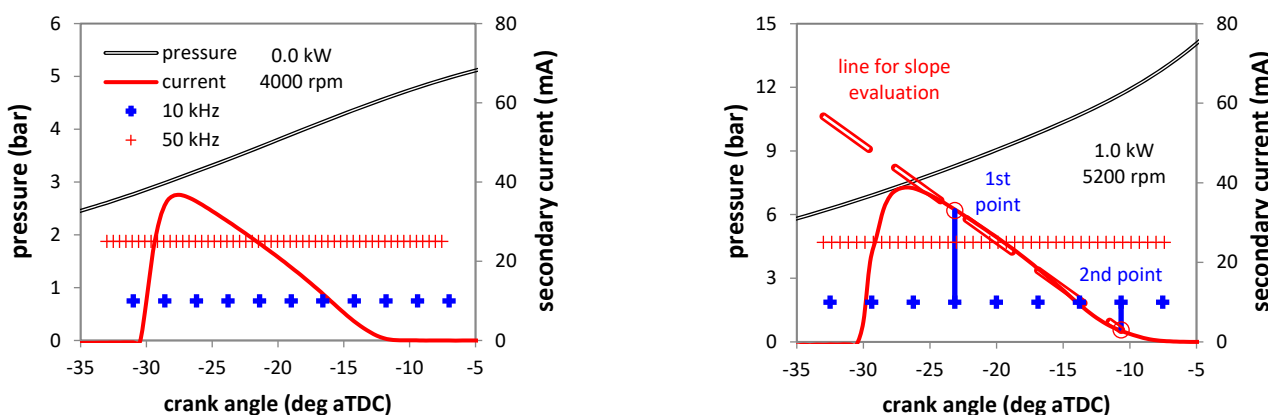 6
5
4
3
2
1
0
80
60
40
20
0
-35
-30
-25
-20
-15
-10
-5
pressure (bar)
secondary current (mA)
crank angle (deg aTDC)
pressure
current
10 kHz
50 kHz
0.0 kW
4000 rpm
15
12
9
6
3
0
80
60
40
20
0
-35
-30
-25
-20
-15
-10
-5
pressure (bar)
secondary current (mA)
crank angle (deg aTDC)
line for slope
evaluation
1.0 kW
5200 rpm
1st
point
2nd point